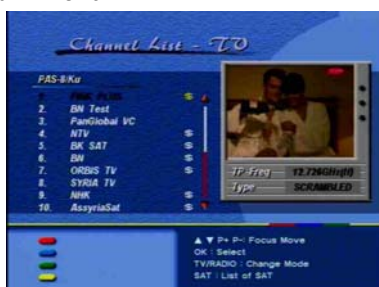 Channel List - TV
PAS-8/Ku
1. PINK PLUS $
2. BN Test
3. PanGlobal VC
4. NTV $
5. BK SAT $
6. BN $
7. ORBIS TV $
8. SYRIA TV
9. NHK $
10. AssyriaSat $
TP-Freq 12.726GHz(H)
Type SCRAMBLED
▲ ▼ P+ P-: Focus Move
OK : Select
TV/RADIO : Change Mode
SAT : List of SAT